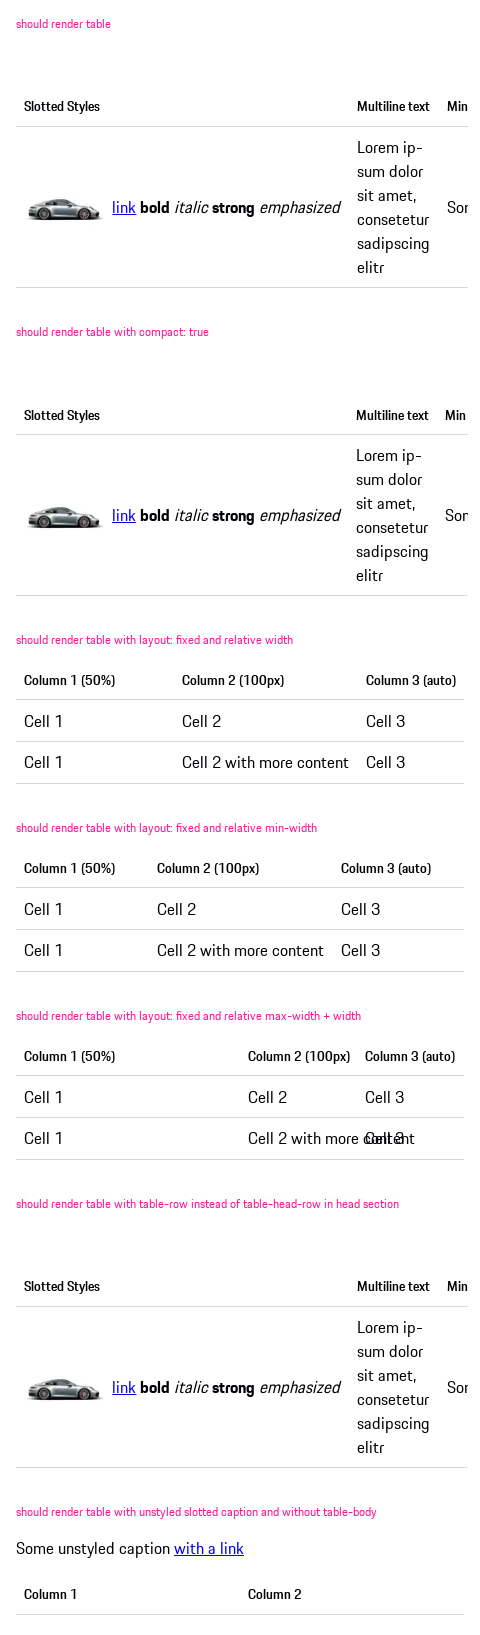 should render table
Slotted Styles Multiline text Min
Lorem ip-
sum dolor
sit amet,
link bold italic strong emphasized consetetur Som
sadipscing
elitr
should render table with compact: true
Slotted Styles Multiline text Min
Lorem ip-
sum dolor
sit amet,
link bold italic strong emphasized consetetur Som
sadipscing
elitr
should render table with layout: fixed and relative width
Column 1 (50%) Column 2 (100px) Column 3 (auto)
Cell 1 Cell 2 Cell 3
Cell 1 Cell 2 with more content Cell 3
should render table with layout: fixed and relative min-width
Column 1 (50%) Column 2 (100px) Column 3 (auto)
Cell 1 Cell 2 Cell 3
Cell 1 Cell 2 with more content Cell 3
should render table with layout: fixed and relative max-width + width
Column 1 (50%) Column 2 (100px) Column 3 (auto)
Cell 1 Cell 2 Cell 3
Cell 1 Cell 2 with more content Cell 3
should render table with table-row instead of table-head-row in head section
Slotted Styles Multiline text Min
Lorem ip-
sum dolor
sit amet,
link bold italic strong emphasized consetetur Som
sadipscing
elitr
should render table with unstyled slotted caption and without table-body
Some unstyled caption with a link
Column 1 Column 2